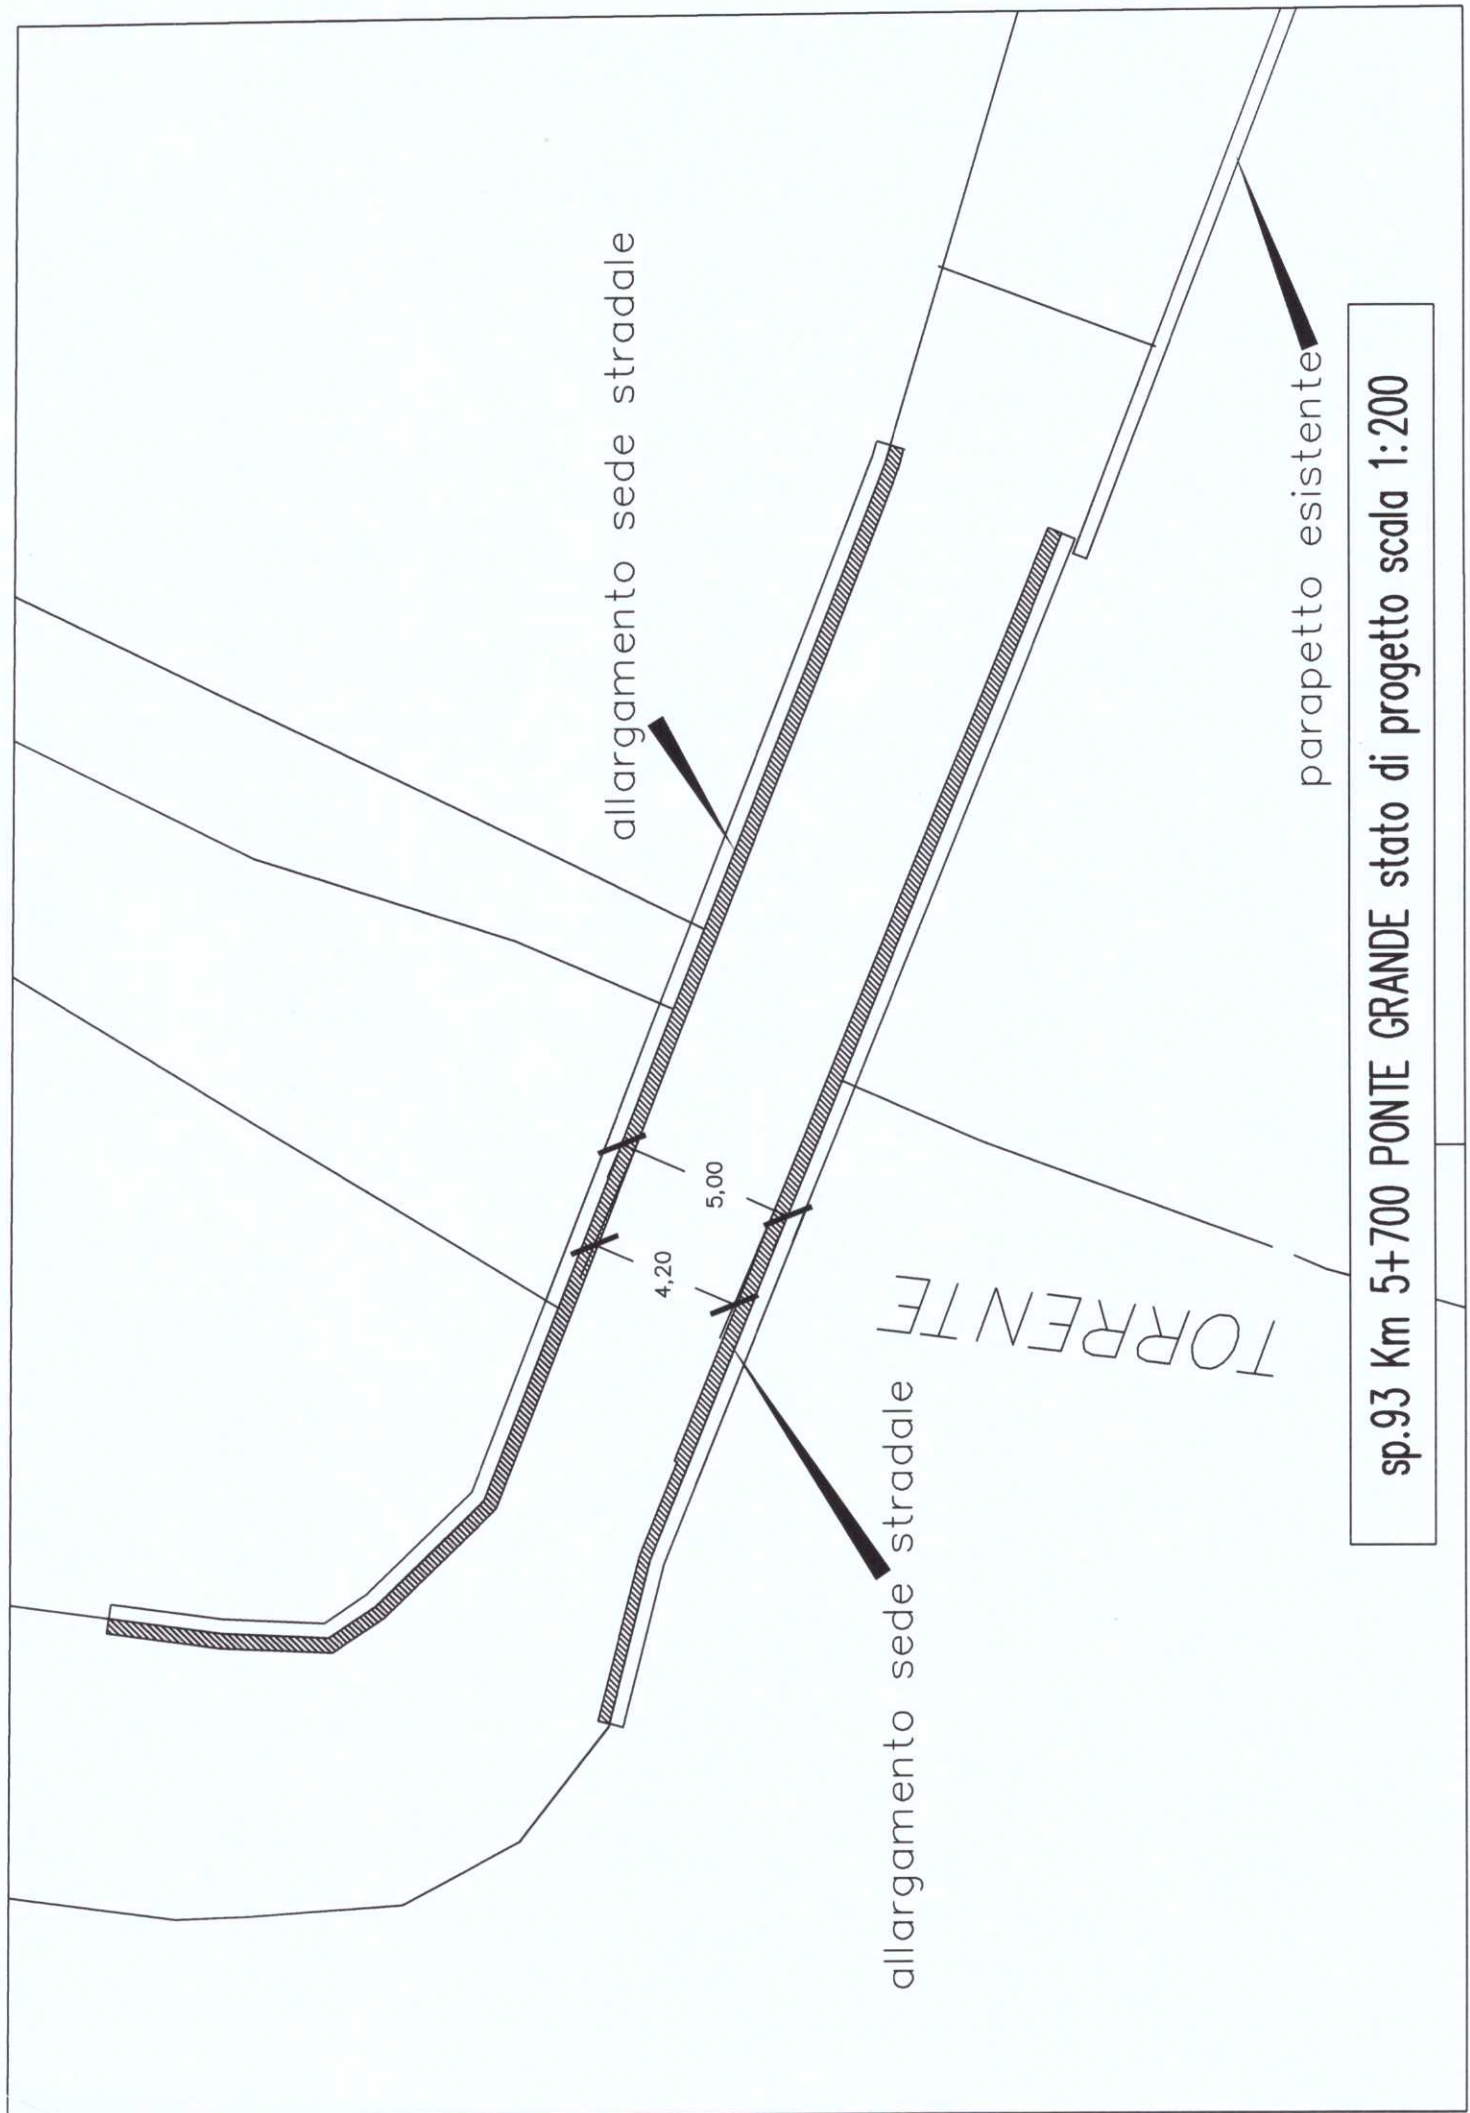 allargamento sede stradale
5,00
4,20
TORRENTE
allargamento sede stradale
parapetto esistente
sp.93 Km 5+700 PONTE GRANDE stato di progetto scala 1:200